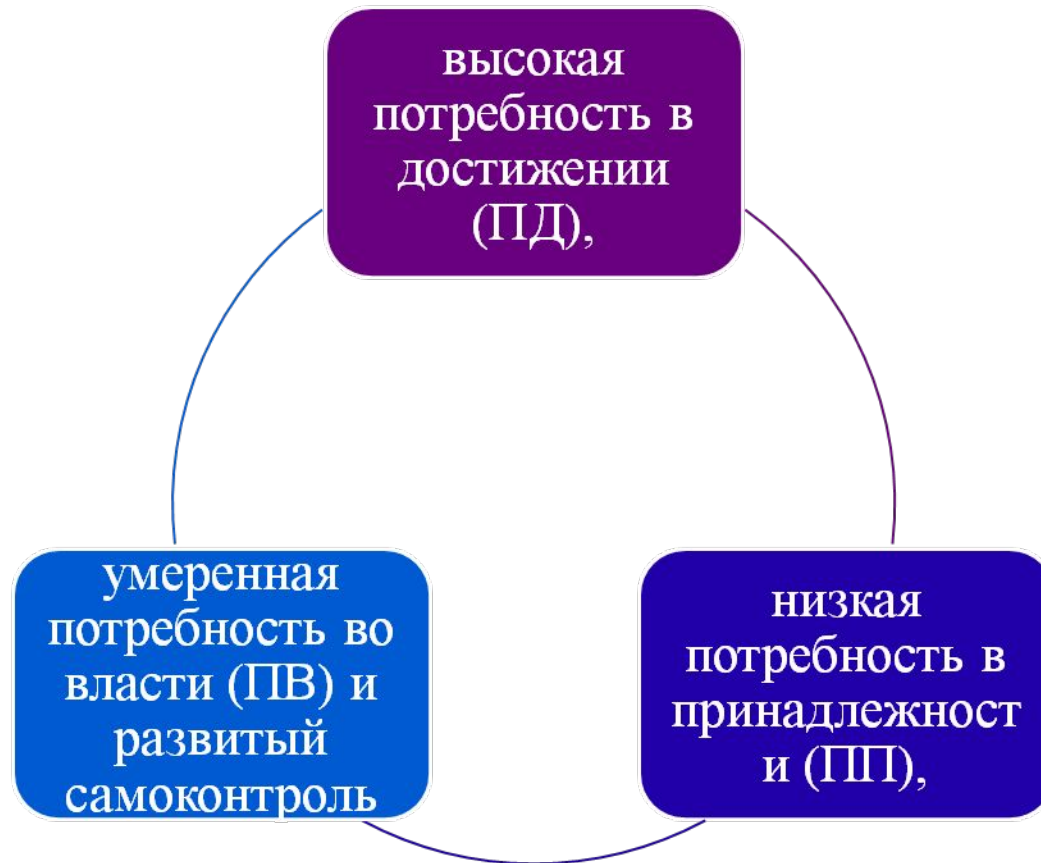 высокая
потребность в
достижении
(ПД),
низкая
потребность в
принадлежност
и (ПП),
умеренная
потребность во
власти (ПВ) и
развитый
самоконтроль